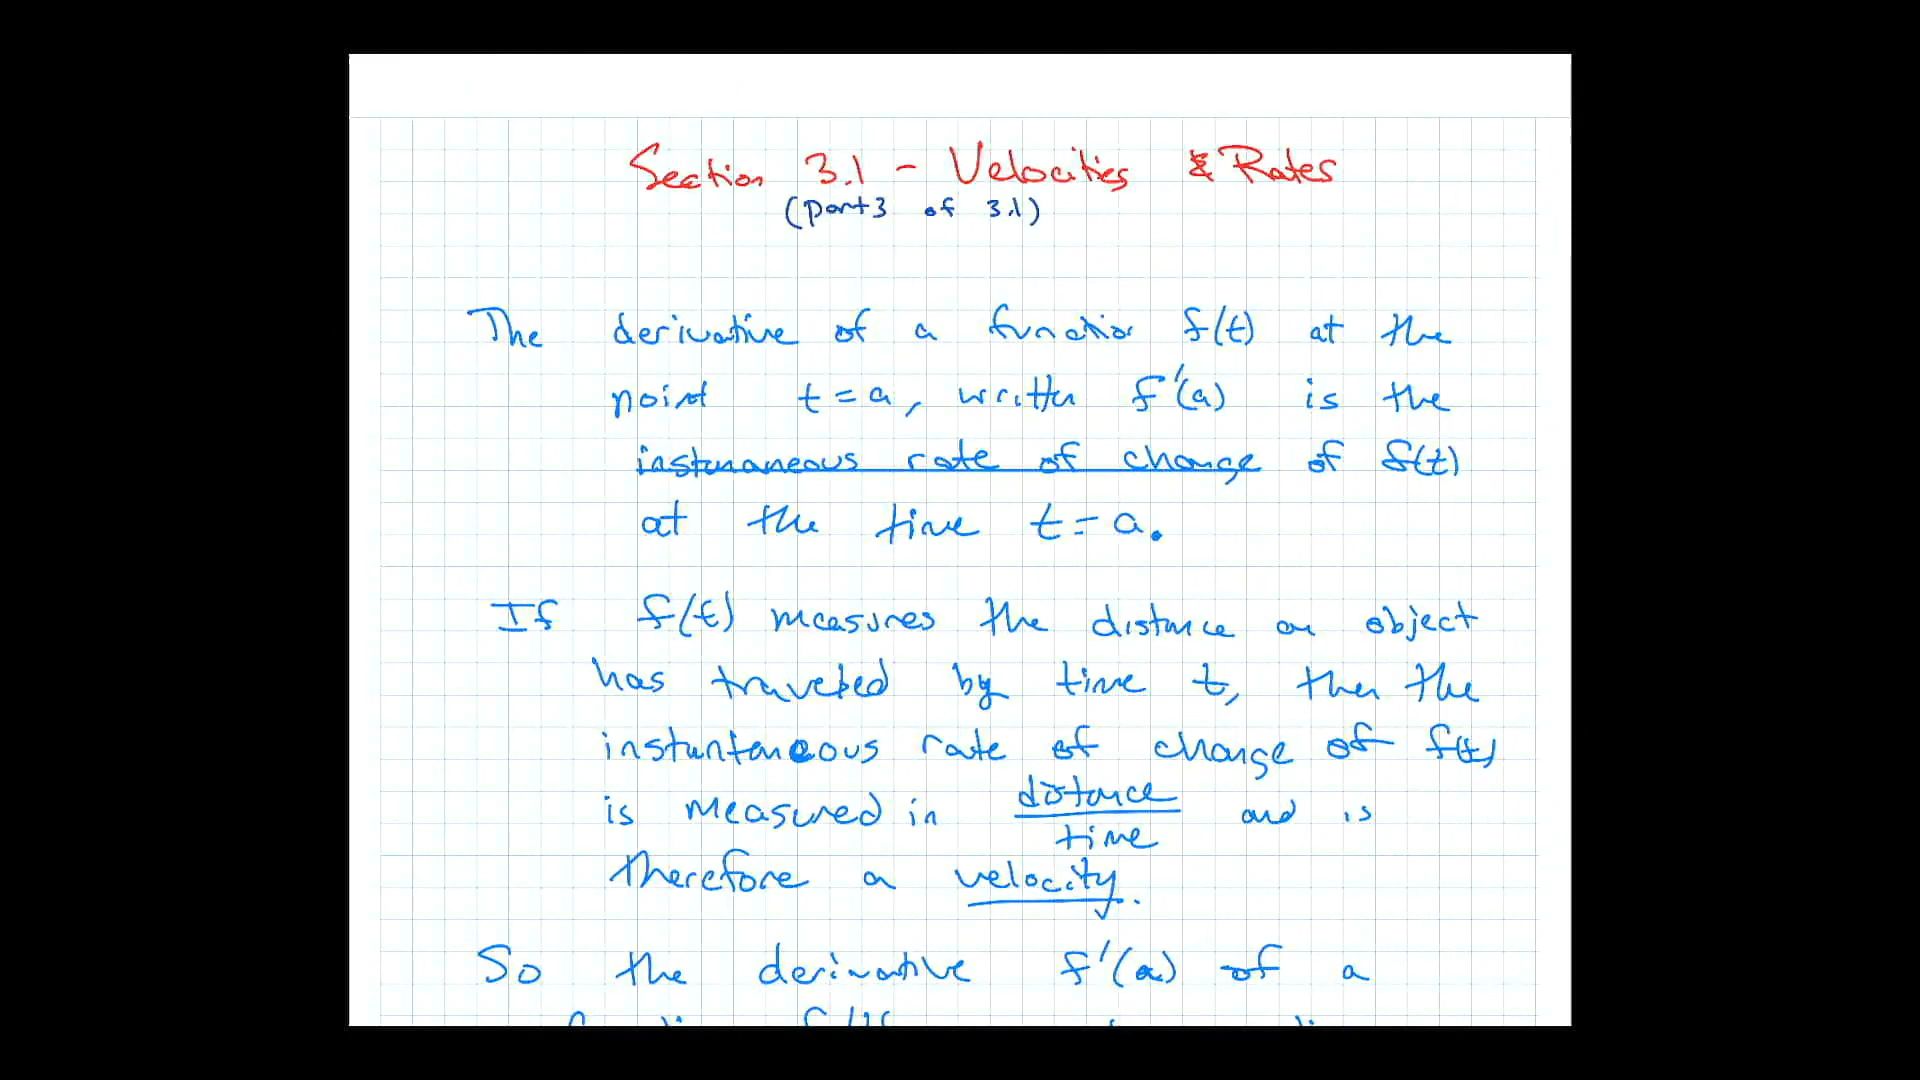 Section 3.1 - Velocities & Rates
(part 3 of 3.1)
The derivative of a function f(t) at the
point t=a, written f'(a) is the
instananeous rate of change of f(t)
at the time t=a.
If f(t) measures the distance an object
has traveled by time t, then the
instantaneous rate of change of f(t)
is measured in distance/time and is
therefore a velocity.
So the derivative f'(a) of a